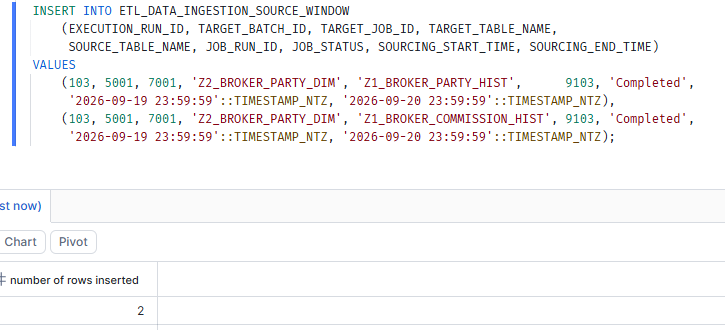 INSERT INTO ETL_DATA_INGESTION_SOURCE_WINDOW
(EXECUTION_RUN_ID, TARGET_BATCH_ID, TARGET_JOB_ID, TARGET_TABLE_NAME,
SOURCE_TABLE_NAME, JOB_RUN_ID, JOB_STATUS, SOURCING_START_TIME, SOURCING_END_TIME)
VALUES
(103, 5001, 7001, 'Z2_BROKER_PARTY_DIM', 'Z1_BROKER_PARTY_HIST', 9103, 'Completed',
'2026-09-19 23:59:59'::TIMESTAMP_NTZ, '2026-09-20 23:59:59'::TIMESTAMP_NTZ),
(103, 5001, 7001, 'Z2_BROKER_PARTY_DIM', 'Z1_BROKER_COMMISSION_HIST', 9103, 'Completed',
'2026-09-19 23:59:59'::TIMESTAMP_NTZ, '2026-09-20 23:59:59'::TIMESTAMP_NTZ);
st now)
Chart Pivot
# number of rows inserted
2